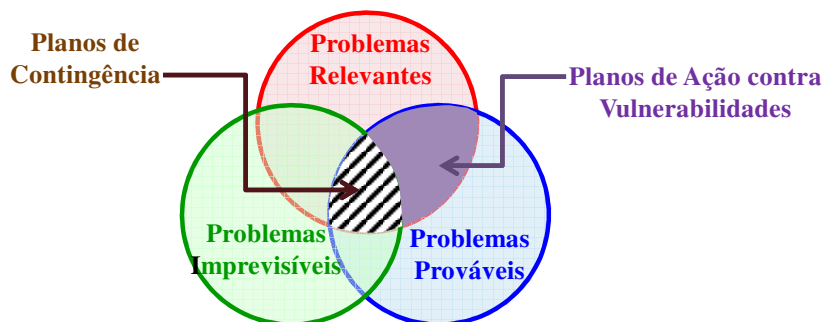 Planos de
Contingência
Problemas
Relevantes
Planos de Ação contra
Vulnerabilidades
Problemas
Imprevisíveis
Problemas
Prováveis